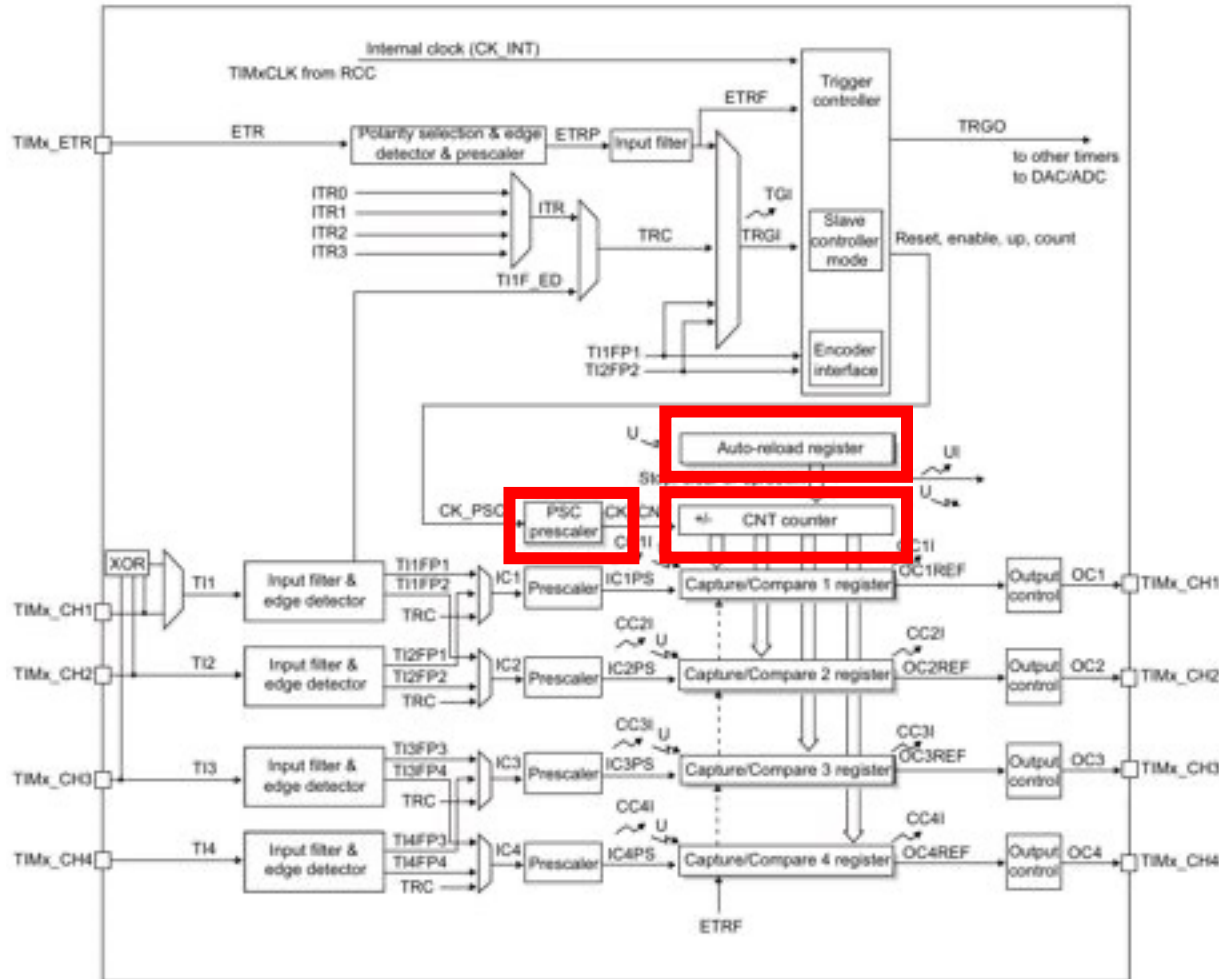 Internal clock (CK_INT)
TIMxCLK from RCC
Trigger
controller
ETRF
TIMx_ETR
ETR
Polarity selection & edge
detector & prescaler
ETRP
Input filter
TRGO
to other timers
to DAC/ADC
ITR0
ITR1
ITR2
ITR3
ITR
TRC
TGI
TRGI
Slave
controller
mode
Reset, enable, up, count
TI1F_ED
TI1FP1
TI2FP2
Encoder
interface
U
Auto-reload register
UI
U
CK_PSC
PSC
prescaler
+/-
CNT counter
XOR
TIMx_CH1
TI1
Input filter &
edge detector
TI1FP1
TI1FP2
TRC
IC1
Prescaler
IC1PS
Capture/Compare 1 register
OC1REF
Output
control
OC1
TIMx_CH1
CC2I
U
CC2I
TIMx_CH2
TI2
Input filter &
edge detector
TI2FP1
TI2FP2
TRC
IC2
Prescaler
IC2PS
Capture/Compare 2 register
OC2REF
Output
control
OC2
TIMx_CH2
CC3I
U
CC3I
TIMx_CH3
TI3
Input filter &
edge detector
TI3FP3
TI3FP4
TRC
IC3
Prescaler
IC3PS
Capture/Compare 3 register
OC3REF
Output
control
OC3
TIMx_CH3
CC4I
U
CC4I
TIMx_CH4
TI4
Input filter &
edge detector
TI4FP3
TI4FP4
TRC
IC4
Prescaler
IC4PS
Capture/Compare 4 register
OC4REF
Output
control
OC4
TIMx_CH4
ETRF